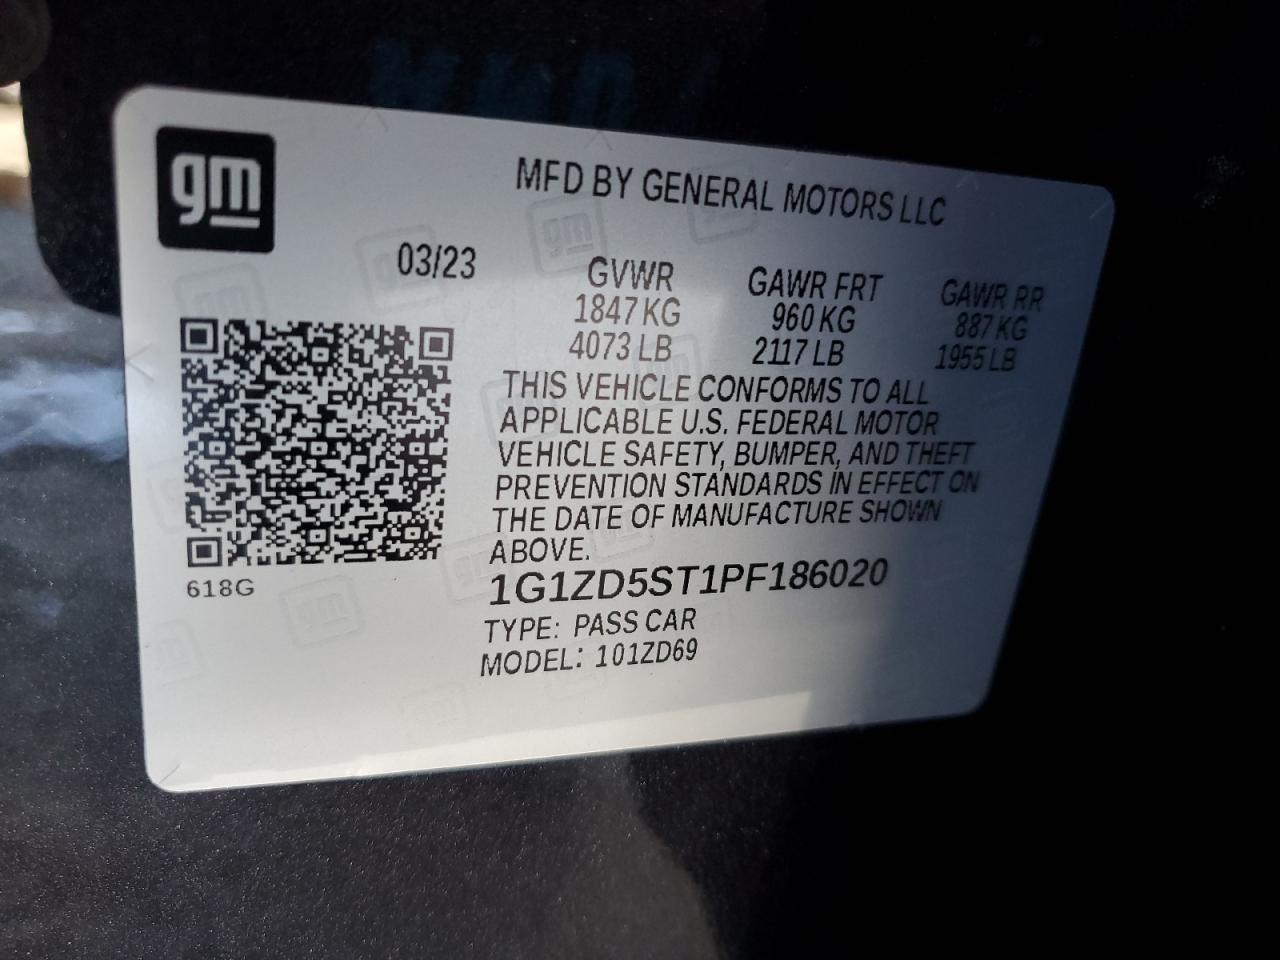 gm
MFD BY GENERAL MOTORS LLC
03/23
GVWR GAWR FRT GAWR RR
1847 KG 960 KG 887 KG
4073 LB 2117 LB 1955 LB
THIS VEHICLE CONFORMS TO ALL
APPLICABLE U.S. FEDERAL MOTOR
VEHICLE SAFETY, BUMPER, AND THEFT
PREVENTION STANDARDS IN EFFECT ON
THE DATE OF MANUFACTURE SHOWN
ABOVE.
618G
1G1ZD5ST1PF186020
TYPE: PASS CAR
MODEL: 101ZD69